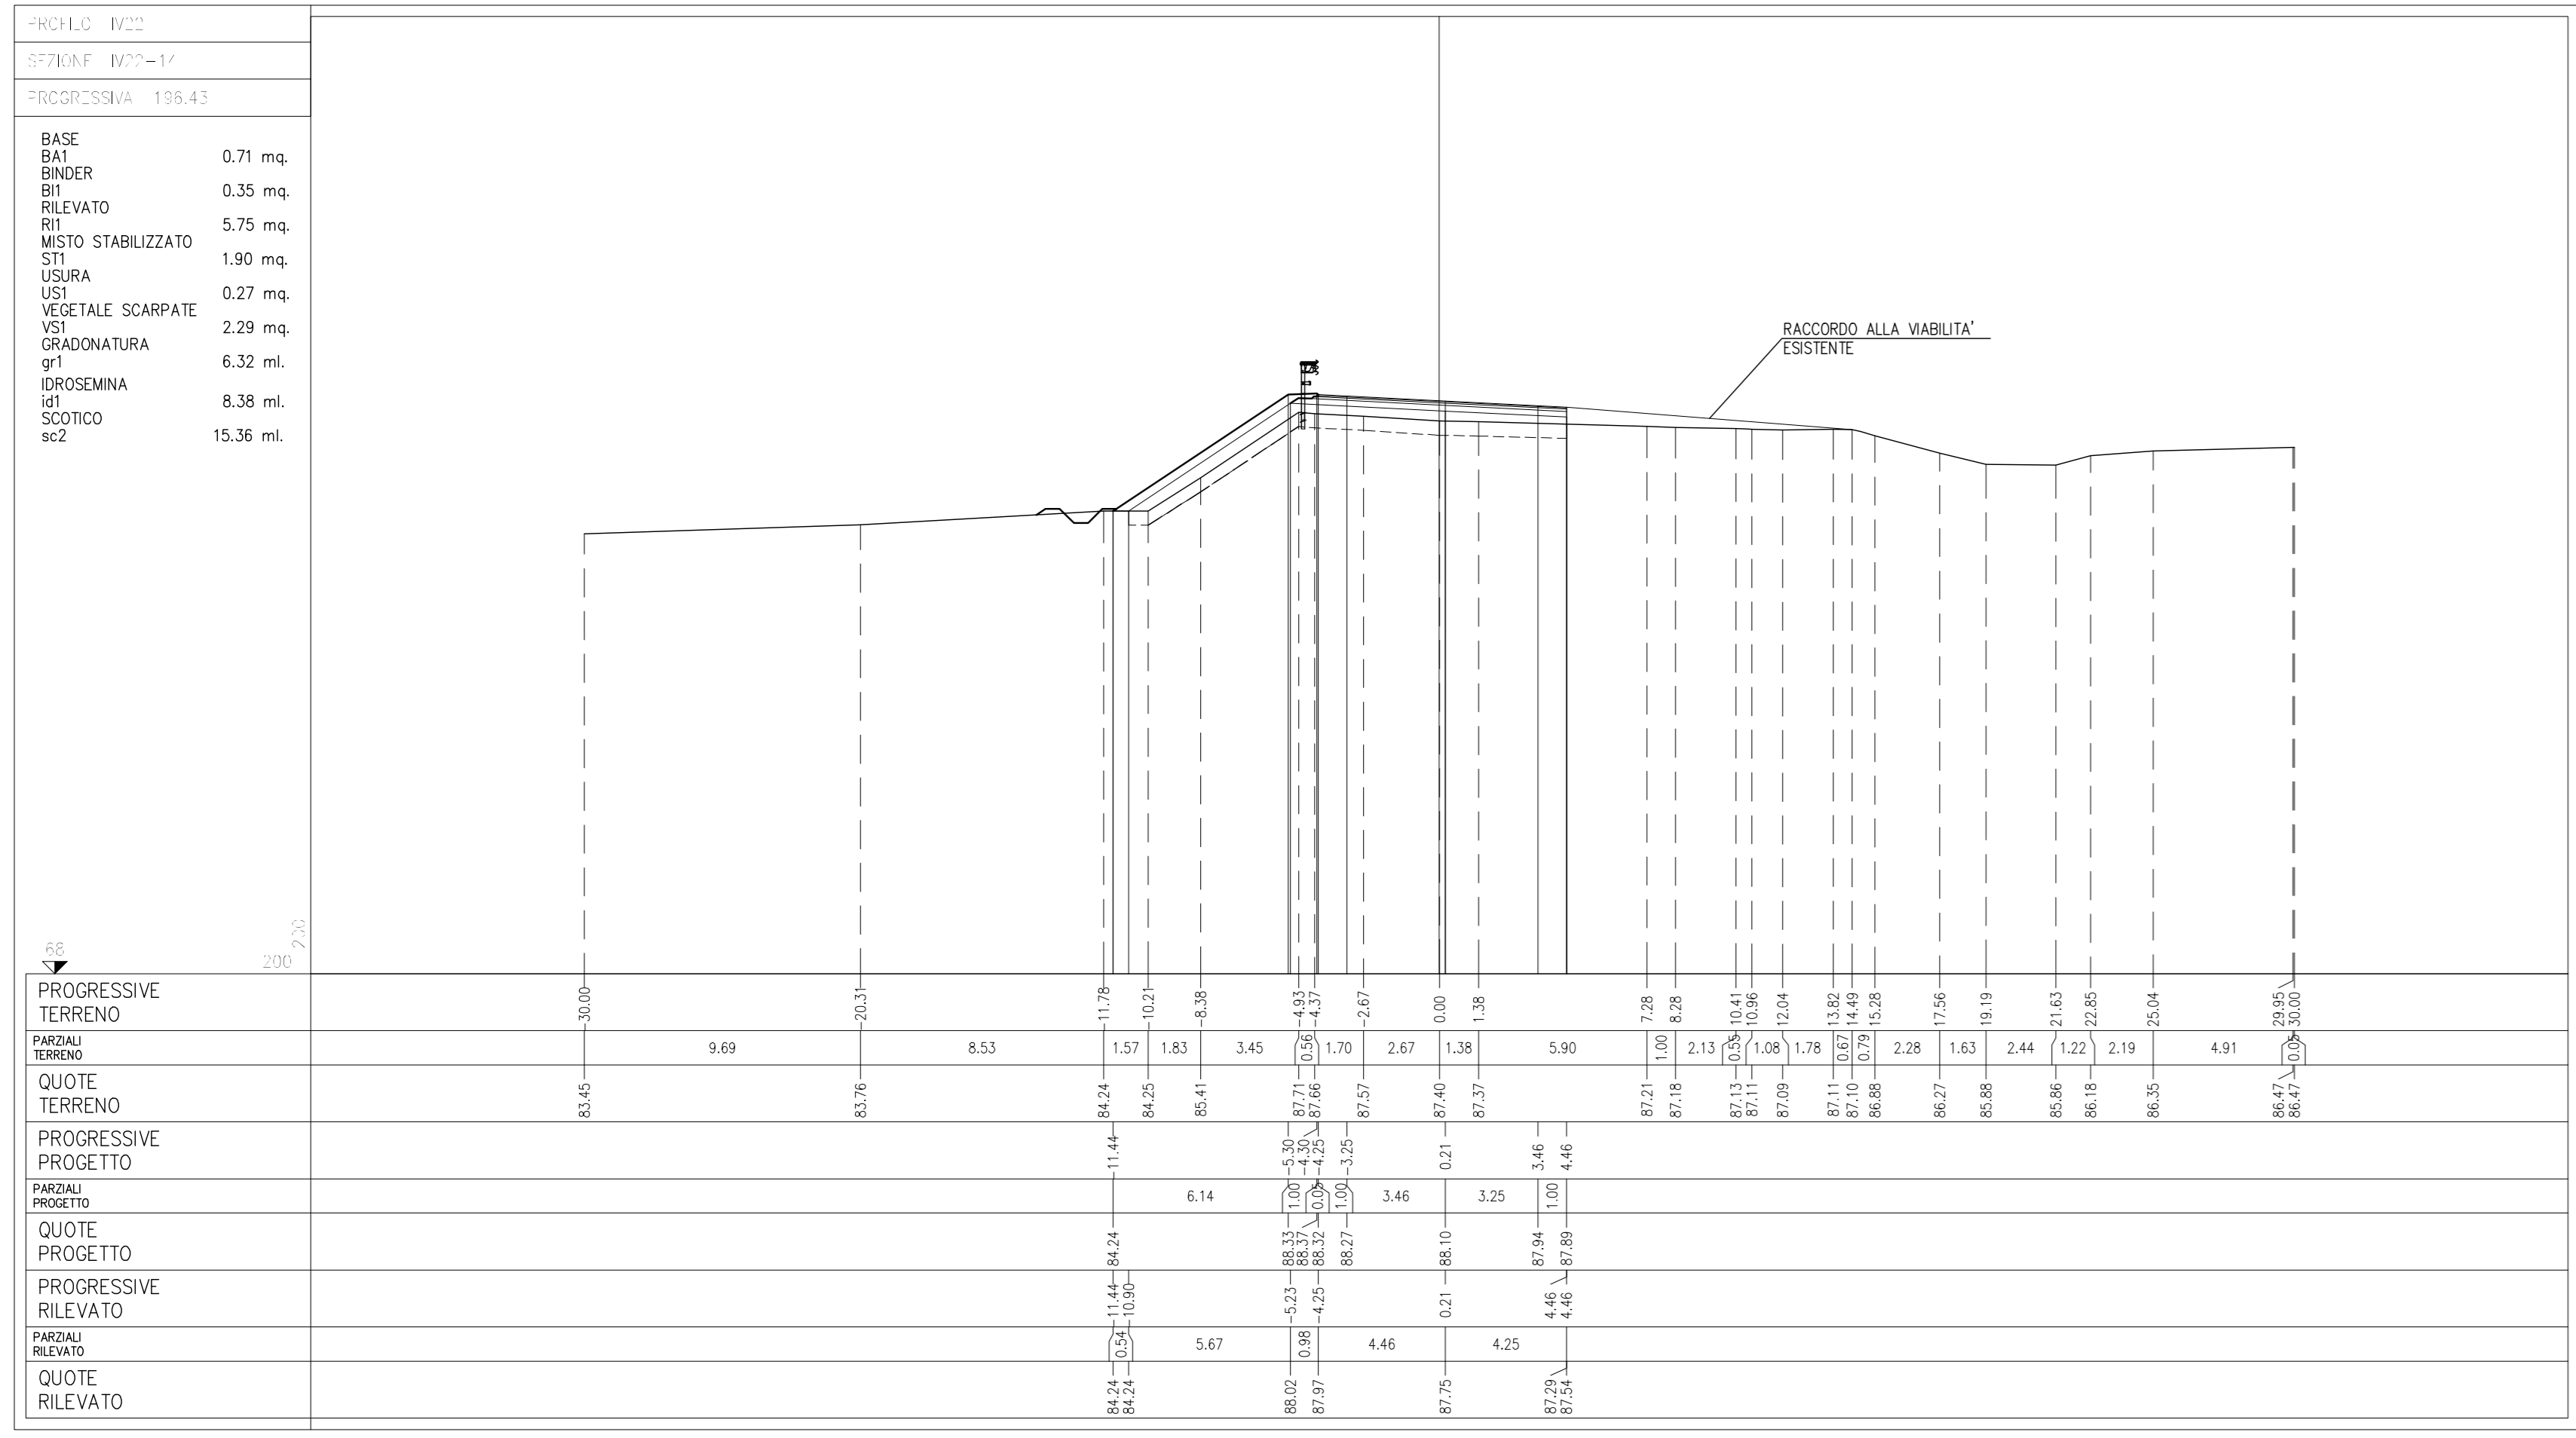 PROFILO IV22
SEZIONE IV22-14
PROGRESSIVA 196.43
BASE
BA1 0.71 mq.
BINDER
BI1 0.35 mq.
RILEVATO
RI1 5.75 mq.
MISTO STABILIZZATO
ST1 1.90 mq.
USURA
US1 0.27 mq.
VEGETALE SCARPATE
VS1 2.29 mq.
GRADONATURA
gr1 6.32 ml.
IDROSEMINA
id1 8.38 ml.
SCOTICO
sc2 15.36 ml.
RACCORDO ALLA VIABILITA'
ESISTENTE
68
200
200
PROGRESSIVE
TERRENO
-30.00 -20.31 -11.78 -10.21 -8.38 -4.93 -4.37 -2.67 0.00 1.38 7.28 8.28 10.41 10.96 12.04 13.82 14.49 15.28 17.56 19.19 21.63 22.85 25.04 29.95 30.00
PARZIALI
TERRENO
9.69 8.53 1.57 1.83 3.45 0.56 1.70 2.67 1.38 5.90 1.00 2.13 0.55 1.08 1.78 0.67 0.79 2.28 1.63 2.44 1.22 2.19 4.91 0.05
QUOTE
TERRENO
83.45 83.76 84.24 84.25 85.41 87.71 87.66 87.57 87.40 87.37 87.21 87.18 87.13 87.11 87.09 87.11 87.10 86.88 86.27 85.88 85.86 86.18 86.35 86.47 86.47
PROGRESSIVE
PROGETTO
-11.44 -5.30 -4.30 -4.25 -3.25 0.21 3.46 4.46
PARZIALI
PROGETTO
6.14 1.00 0.05 1.00 3.46 3.25 1.00
QUOTE
PROGETTO
84.24 88.33 88.37 88.32 88.27 88.10 87.94 87.89
PROGRESSIVE
RILEVATO
-11.44 -10.90 -5.23 -4.25 0.21 4.46 4.46
PARZIALI
RILEVATO
0.54 5.67 0.98 4.46 4.25
QUOTE
RILEVATO
84.24 84.24 88.02 87.97 87.75 87.29 87.54